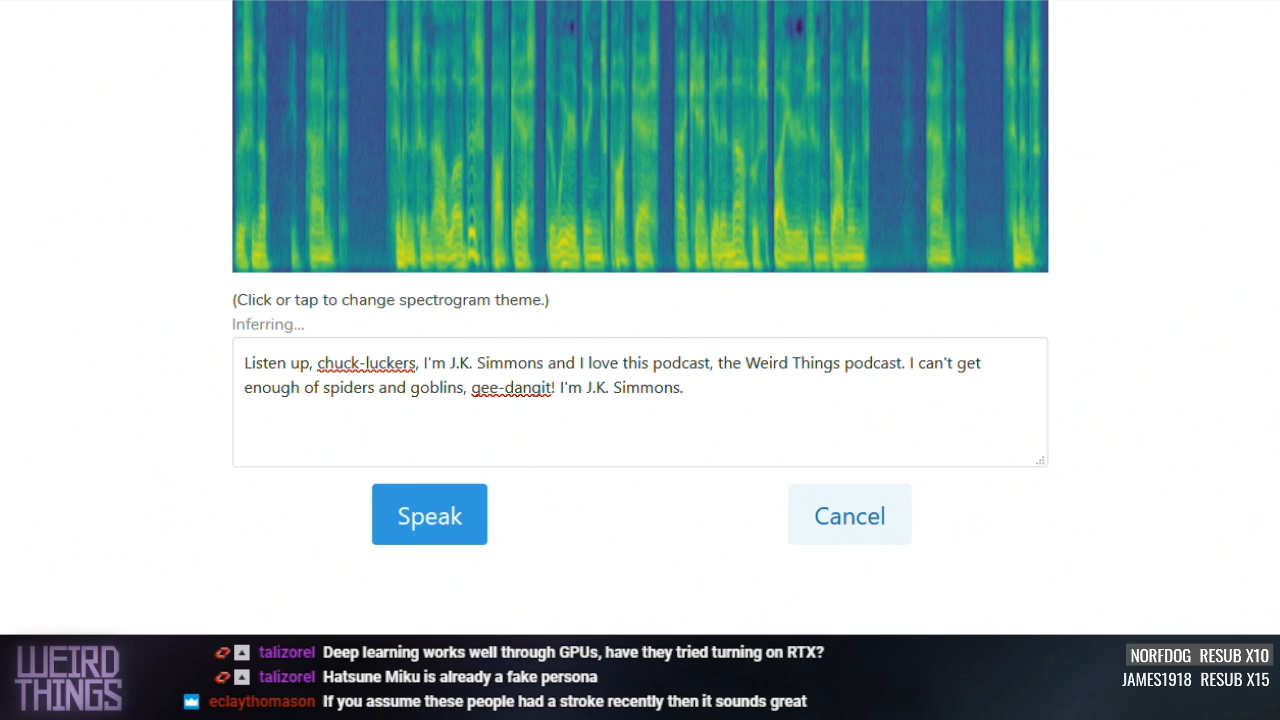 (Click or tap to change spectrogram theme.)
Inferring...
Listen up, chuck-luckers, I'm J.K. Simmons and I love this podcast, the Weird Things podcast. I can't get
enough of spiders and goblins, gee-dangit! I'm J.K. Simmons.
Speak
Cancel
WEIRD
THINGS
talizorel Deep learning works well through GPUs, have they tried turning on RTX?
talizorel Hatsune Miku is already a fake persona
eclaythomason If you assume these people had a stroke recently then it sounds great
NORFDOG RESUB X10
JAMES1918 RESUB X15